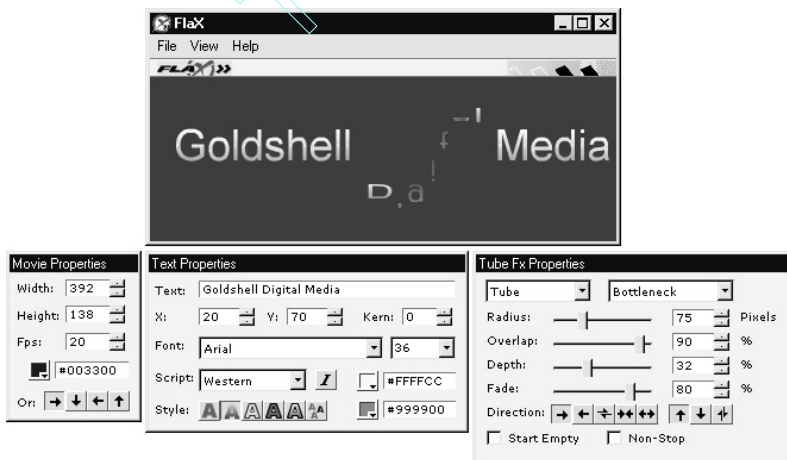 FlaX
File View Help
FLAX
Goldshell Digital Media
Movie Properties
Width: 392
Height: 138
Fps: 20
#003300
Or:
Text Properties
Text: Goldshell Digital Media
X: 20 Y: 70 Kern: 0
Font: Arial 36
Script: Western I #FFFFCC
Style: A A A A A AA #999900
Tube Fx Properties
Tube Bottleneck
Radius: 75 Pixels
Overlap: 90 %
Depth: 32 %
Fade: 80 %
Direction:
Start Empty Non-Stop